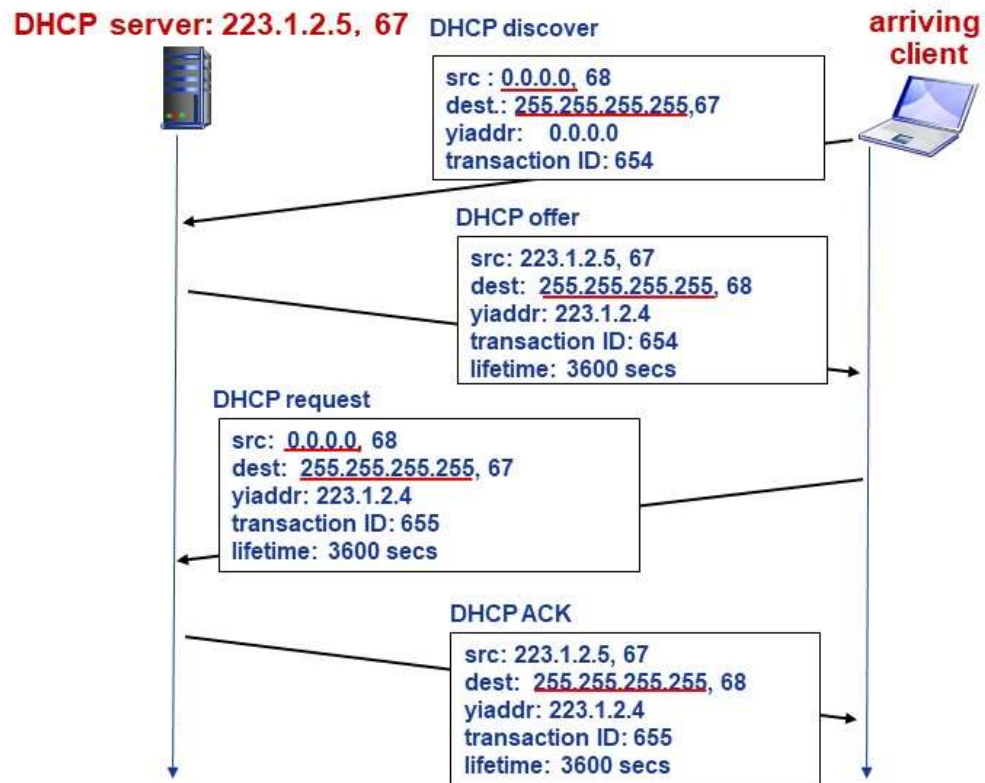 DHCP server: 223.1.2.5, 67
DHCP discover
arriving
client
src : 0.0.0.0, 68
dest.: 255.255.255.255,67
yiaddr: 0.0.0.0
transaction ID: 654
DHCP offer
src: 223.1.2.5, 67
dest: 255.255.255.255, 68
yiaddr: 223.1.2.4
transaction ID: 654
lifetime: 3600 secs
DHCP request
src: 0.0.0.0, 68
dest: 255.255.255.255, 67
yiaddr: 223.1.2.4
transaction ID: 655
lifetime: 3600 secs
DHCP ACK
src: 223.1.2.5, 67
dest: 255.255.255.255, 68
yiaddr: 223.1.2.4
transaction ID: 655
lifetime: 3600 secs